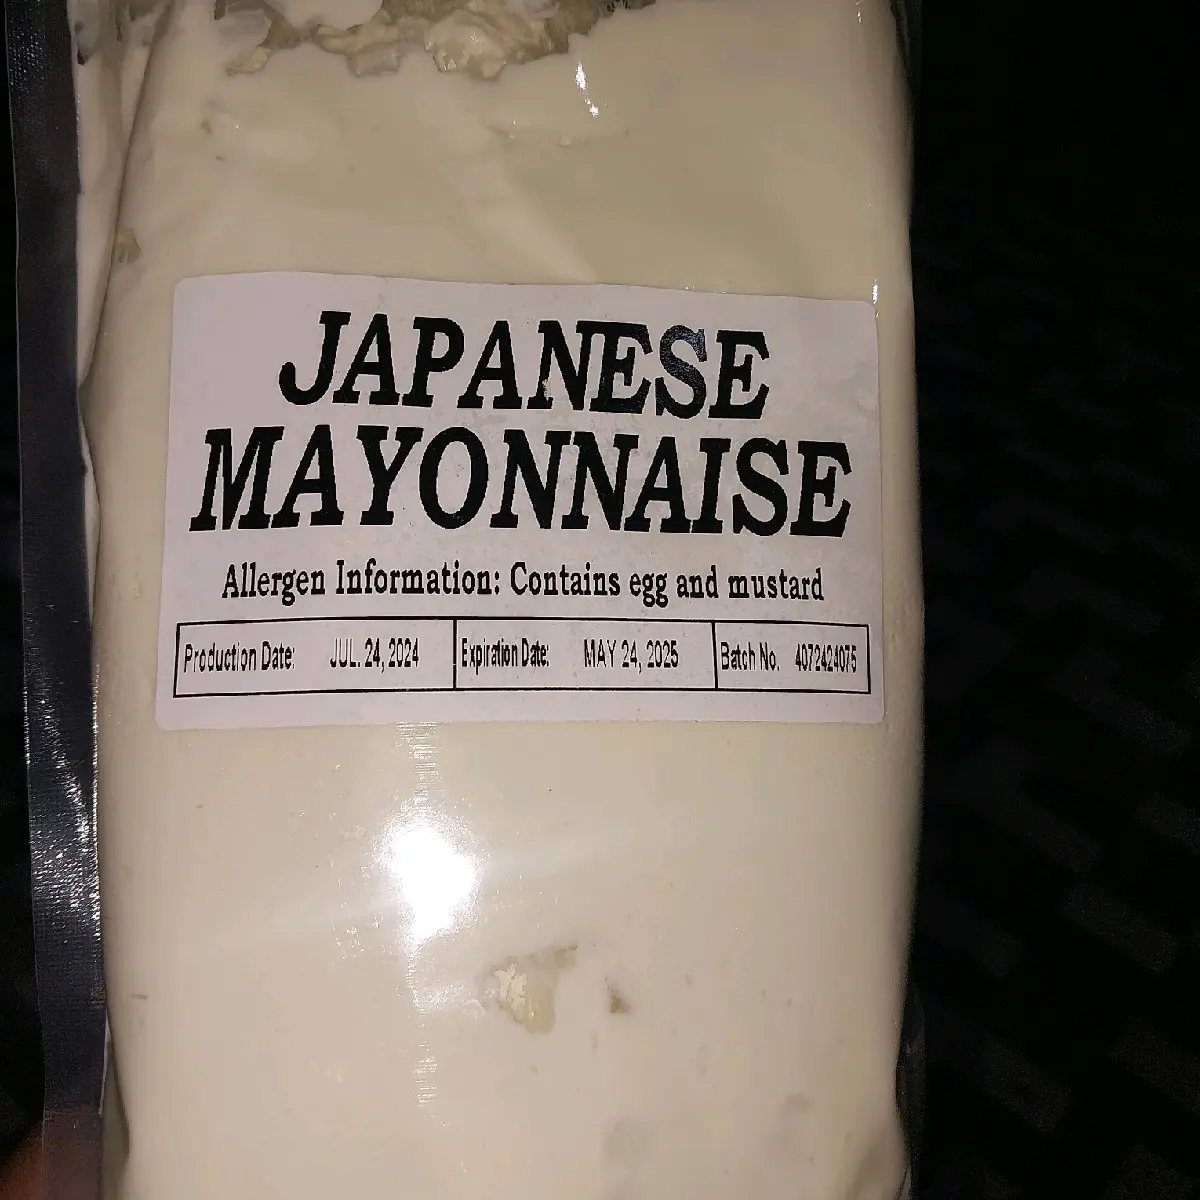 JAPANESE
MAYONNAISE
Allergen Information: Contains egg and mustard
Production Date: JUL. 24, 2024 Expiration Date: MAY 24, 2025 Batch No. 4072424075